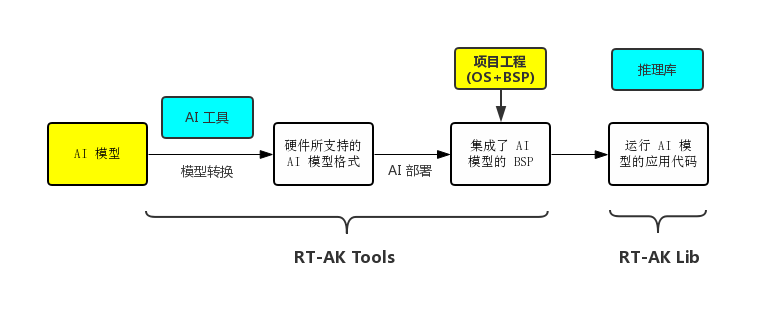 项目工程
(OS+BSP)
推理库
AI 工具
AI 模型
模型转换
硬件所支持的
AI 模型格式
AI 部署
集成了 AI
模型的 BSP
运行 AI 模
型的应用代码
RT-AK Tools
RT-AK Lib